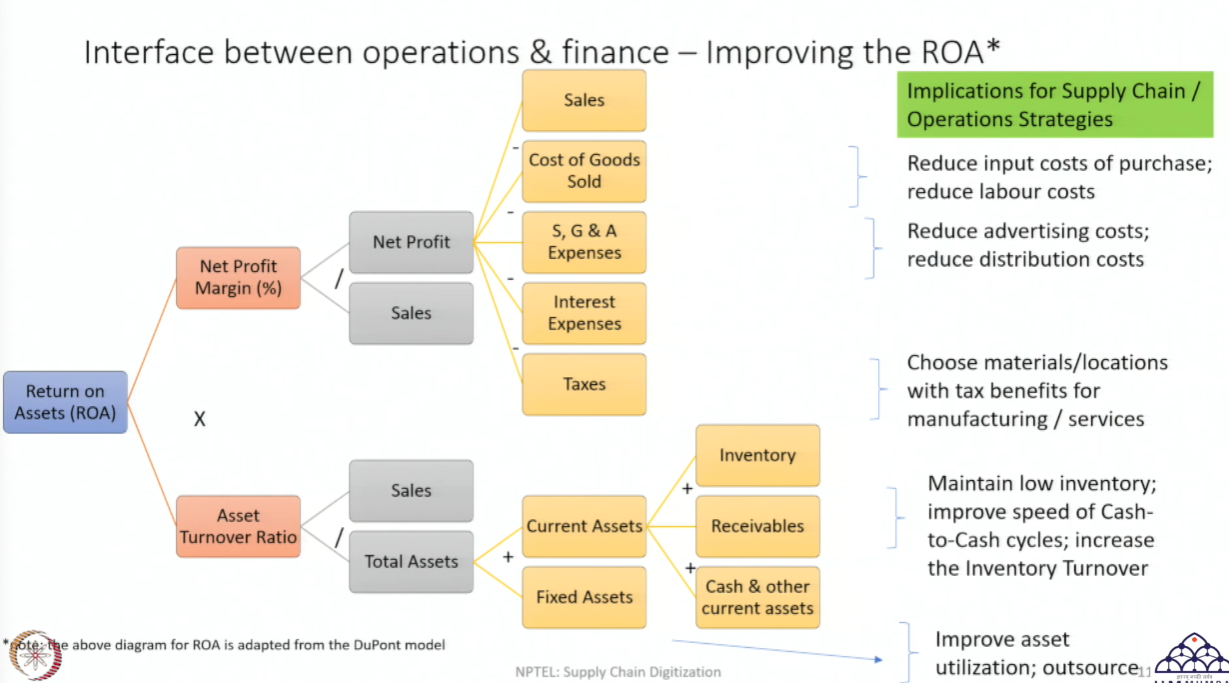 Interface between operations & finance – Improving the ROA*
Implications for Supply Chain /
Operations Strategies
Sales
-
Cost of Goods
Sold
Reduce input costs of purchase;
reduce labour costs
-
Net Profit
S, G & A
Expenses
Reduce advertising costs;
reduce distribution costs
Net Profit
Margin (%)
/
-
Sales
Interest
Expenses
-
Taxes
Choose materials/locations
with tax benefits for
manufacturing / services
Return on
Assets (ROA)
X
Inventory
+
Sales
Maintain low inventory;
improve speed of Cash-
to-Cash cycles; increase
the Inventory Turnover
Asset
Turnover Ratio
/
Current Assets
Receivables
Total Assets
+
+
Fixed Assets
Cash & other
current assets
*note: the above diagram for ROA is adapted from the DuPont model
Improve asset
utilization; outsource
NPTEL: Supply Chain Digitization
11